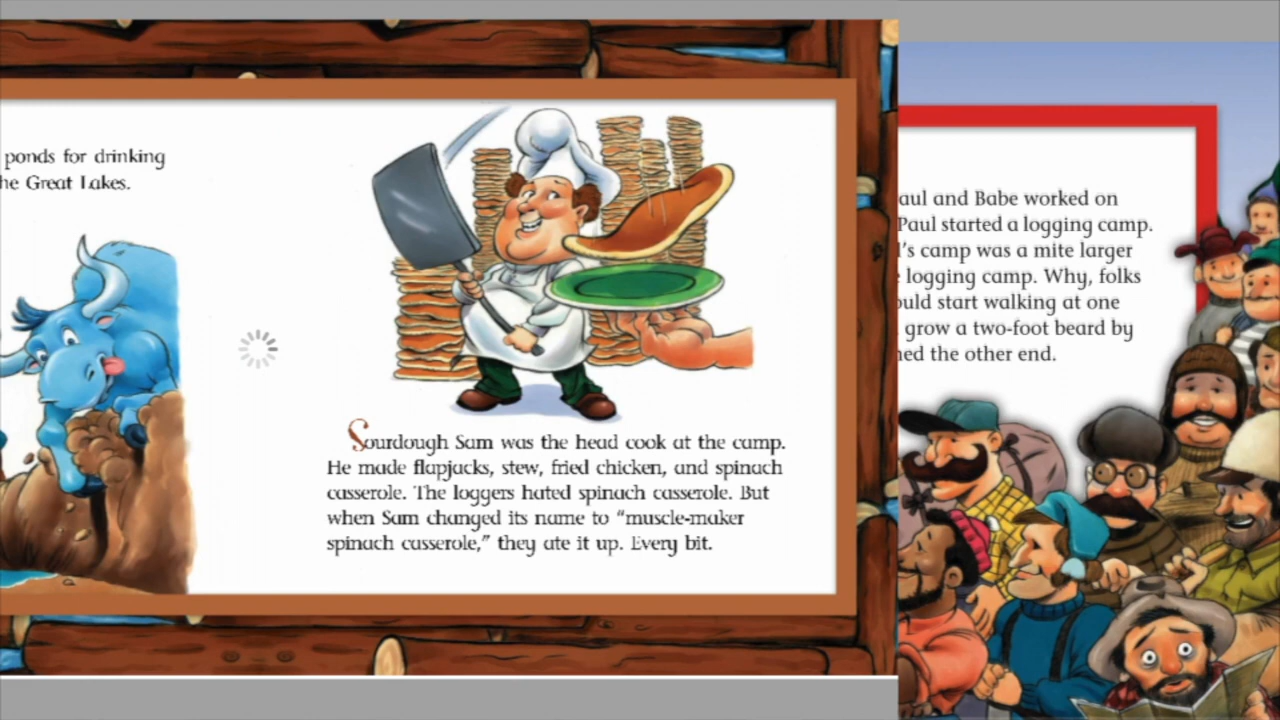 ponds for drinking
he Great Lakes.
Sourdough Sam was the head cook at the camp.
He made flapjacks, stew, fried chicken, and spinach
casserole. The loggers hated spinach casserole. But
when Sam changed its name to “muscle-maker
spinach casserole,” they ate it up. Every bit.
aul and Babe worked on
Paul started a logging camp.
l’s camp was a mite larger
logging camp. Why, folks
ould start walking at one
grow a two-foot beard by
ned the other end.